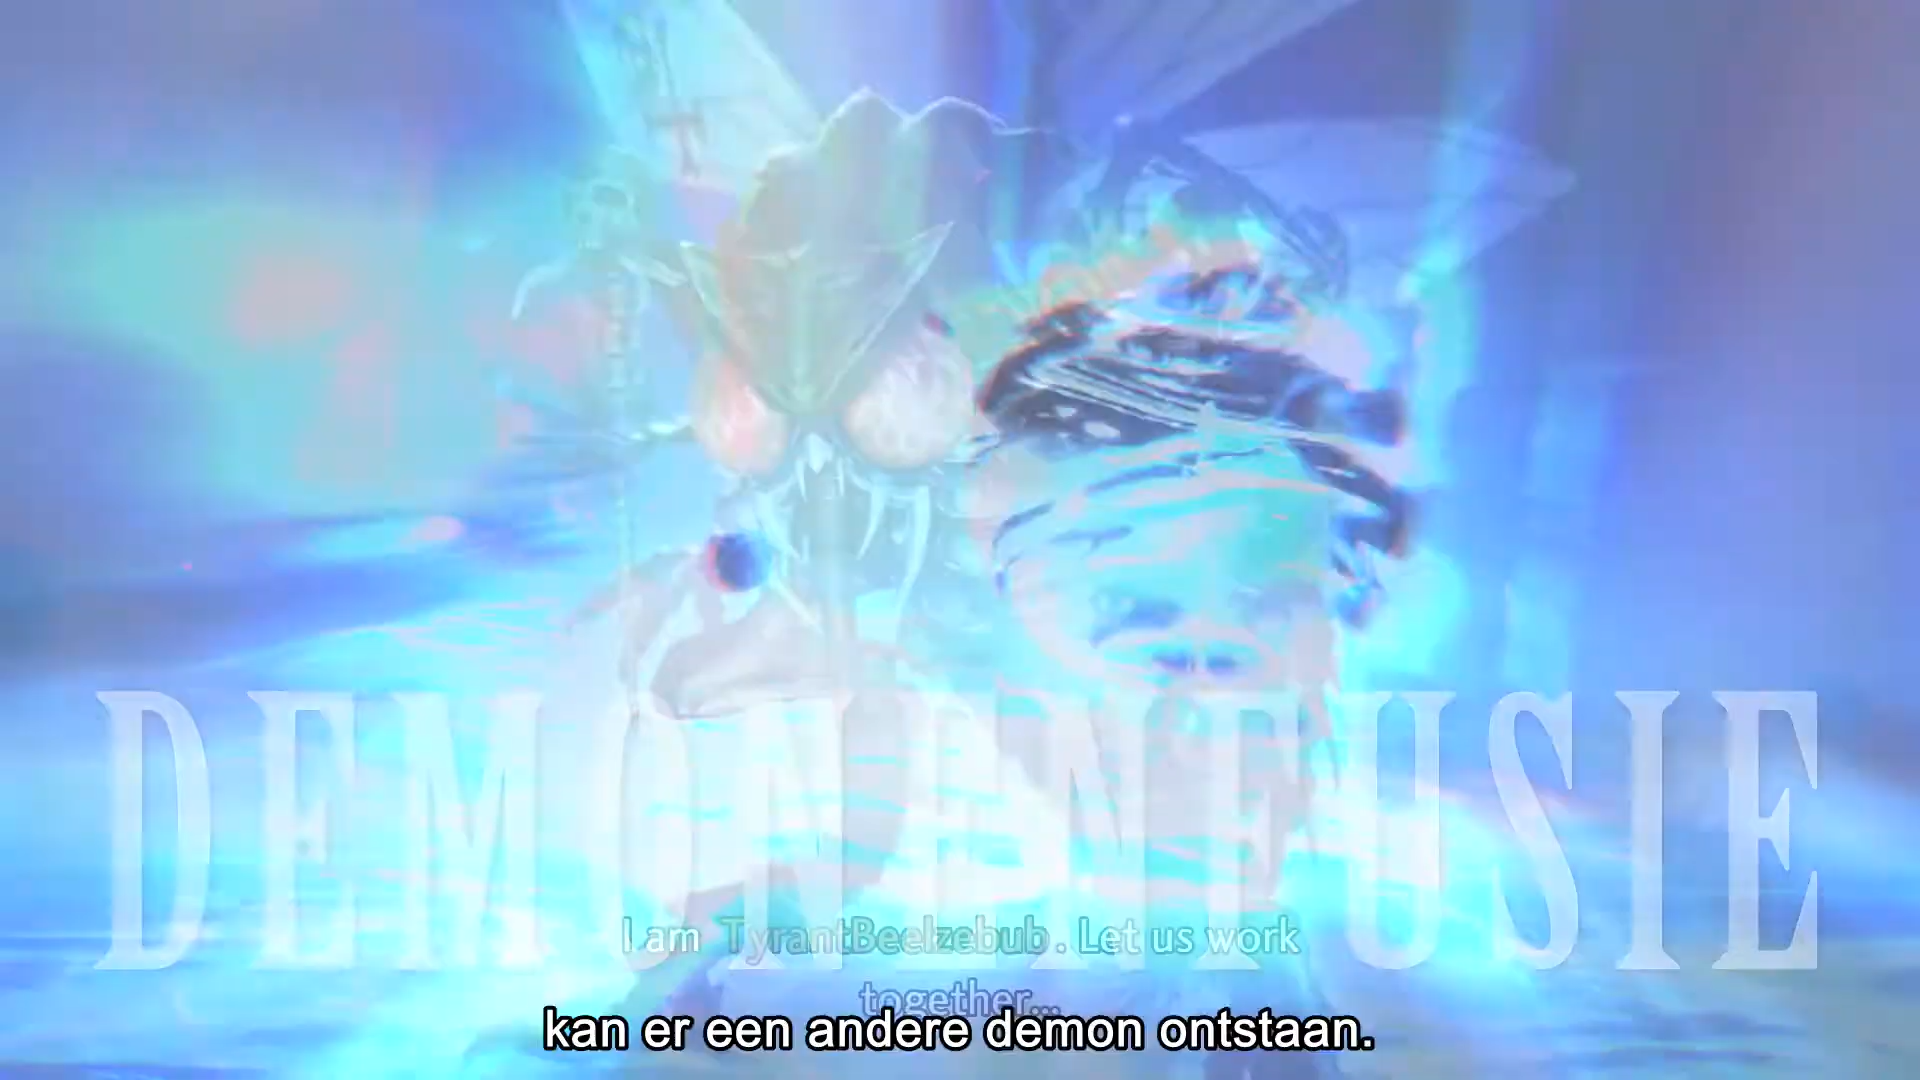 DEMONENFUSIE
I am TyrantBeelzebub. Let us work
together...
kan er een andere demon ontstaan.